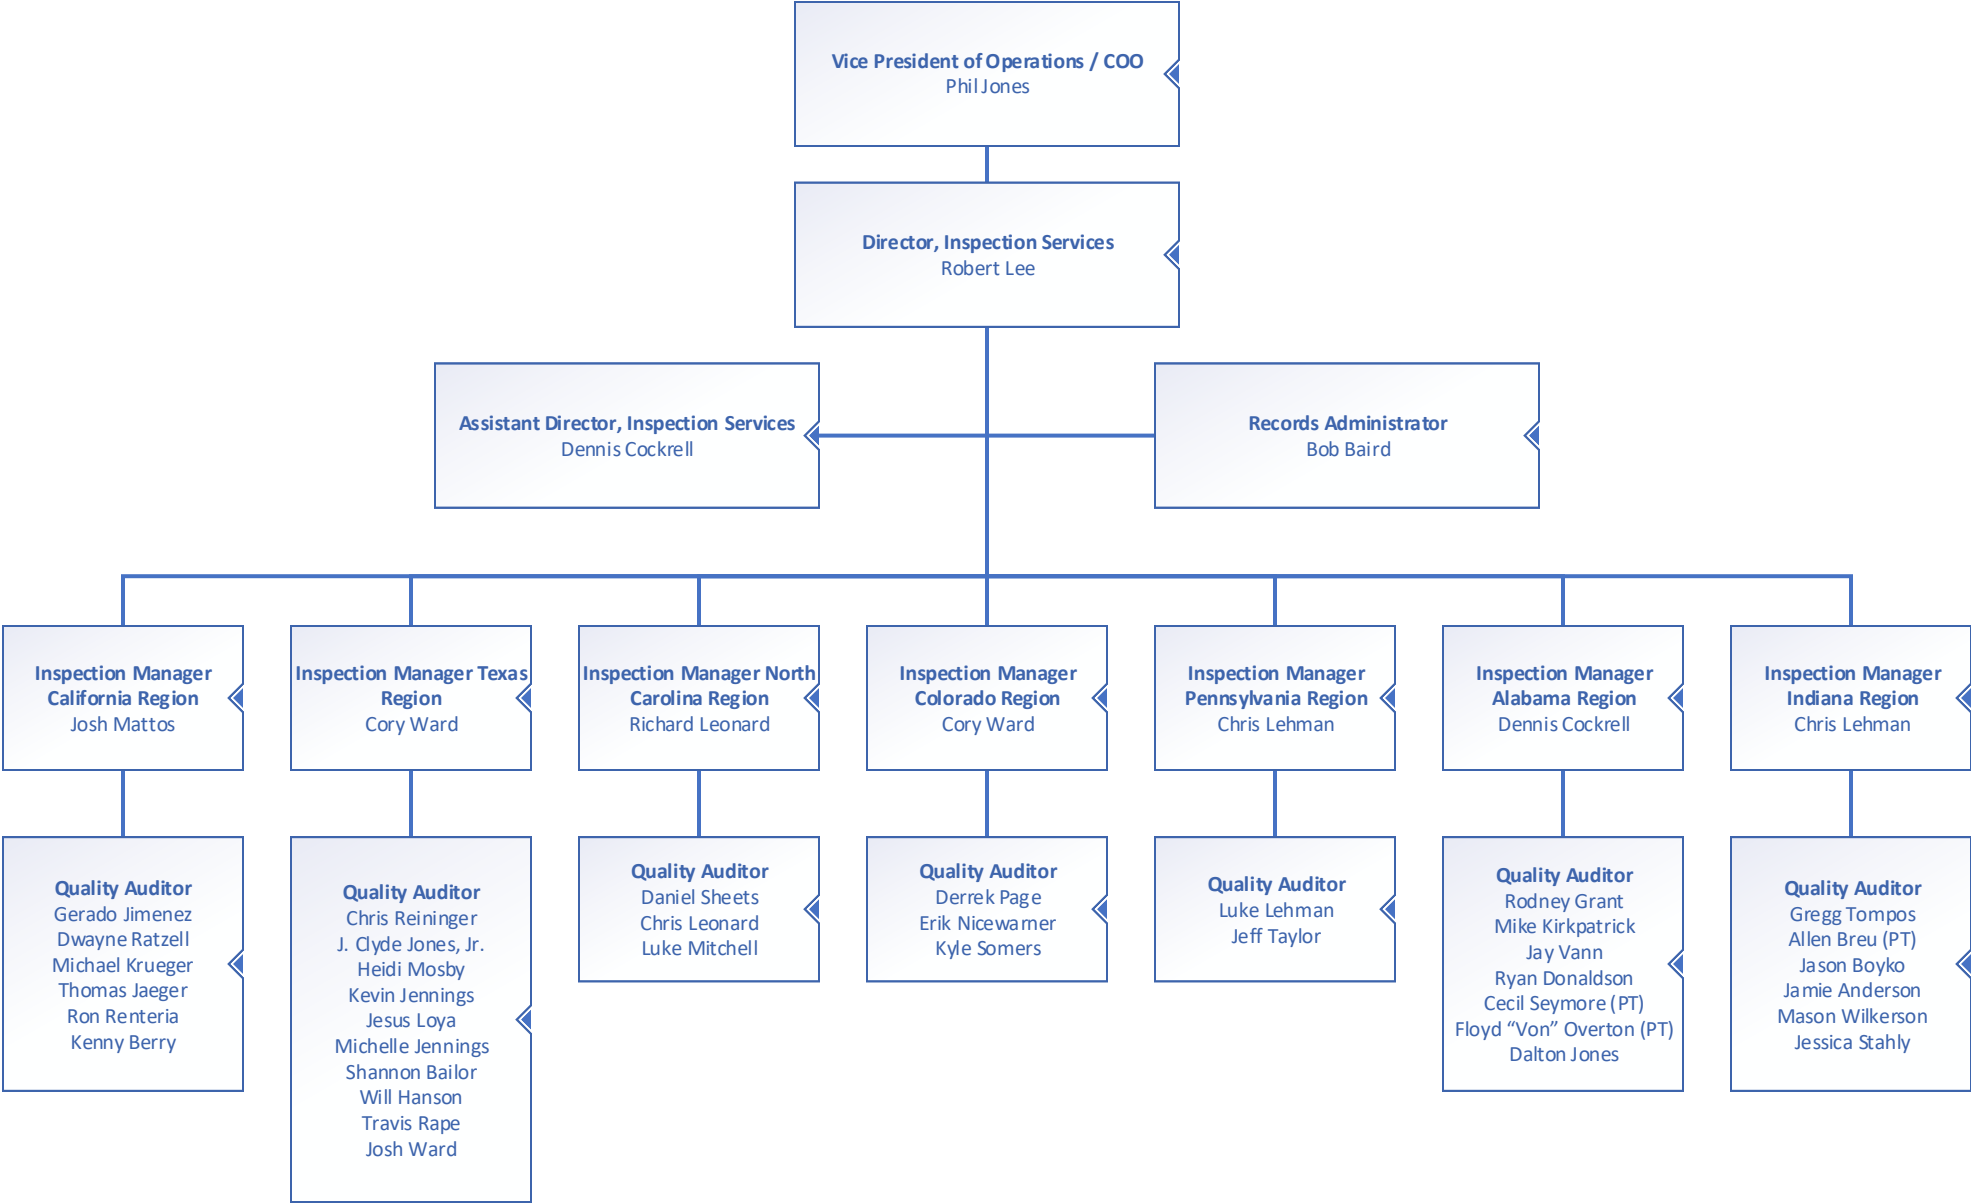 Vice President of Operations / COO
Phil Jones
Director, Inspection Services
Robert Lee
Assistant Director, Inspection Services
Dennis Cockrell
Records Administrator
Bob Baird
Inspection Manager
California Region
Josh Mattos
Inspection Manager Texas
Region
Cory Ward
Inspection Manager North
Carolina Region
Richard Leonard
Inspection Manager
Colorado Region
Cory Ward
Inspection Manager
Pennsylvania Region
Chris Lehman
Inspection Manager
Alabama Region
Dennis Cockrell
Inspection Manager
Indiana Region
Chris Lehman
Quality Auditor
Gerado Jimenez
Dwayne Ratzell
Michael Krueger
Thomas Jaeger
Ron Renteria
Kenny Berry
Quality Auditor
Chris Reininger
J. Clyde Jones, Jr.
Heidi Mosby
Kevin Jennings
Jesus Loya
Michelle Jennings
Shannon Bailor
Will Hanson
Travis Rape
Josh Ward
Quality Auditor
Daniel Sheets
Chris Leonard
Luke Mitchell
Quality Auditor
Derrek Page
Erik Nicewarner
Kyle Somers
Quality Auditor
Luke Lehman
Jeff Taylor
Quality Auditor
Rodney Grant
Mike Kirkpatrick
Jay Vann
Ryan Donaldson
Cecil Seymore (PT)
Floyd “Von” Overton (PT)
Dalton Jones
Quality Auditor
Gregg Tompos
Allen Breu (PT)
Jason Boyko
Jamie Anderson
Mason Wilkerson
Jessica Stahly